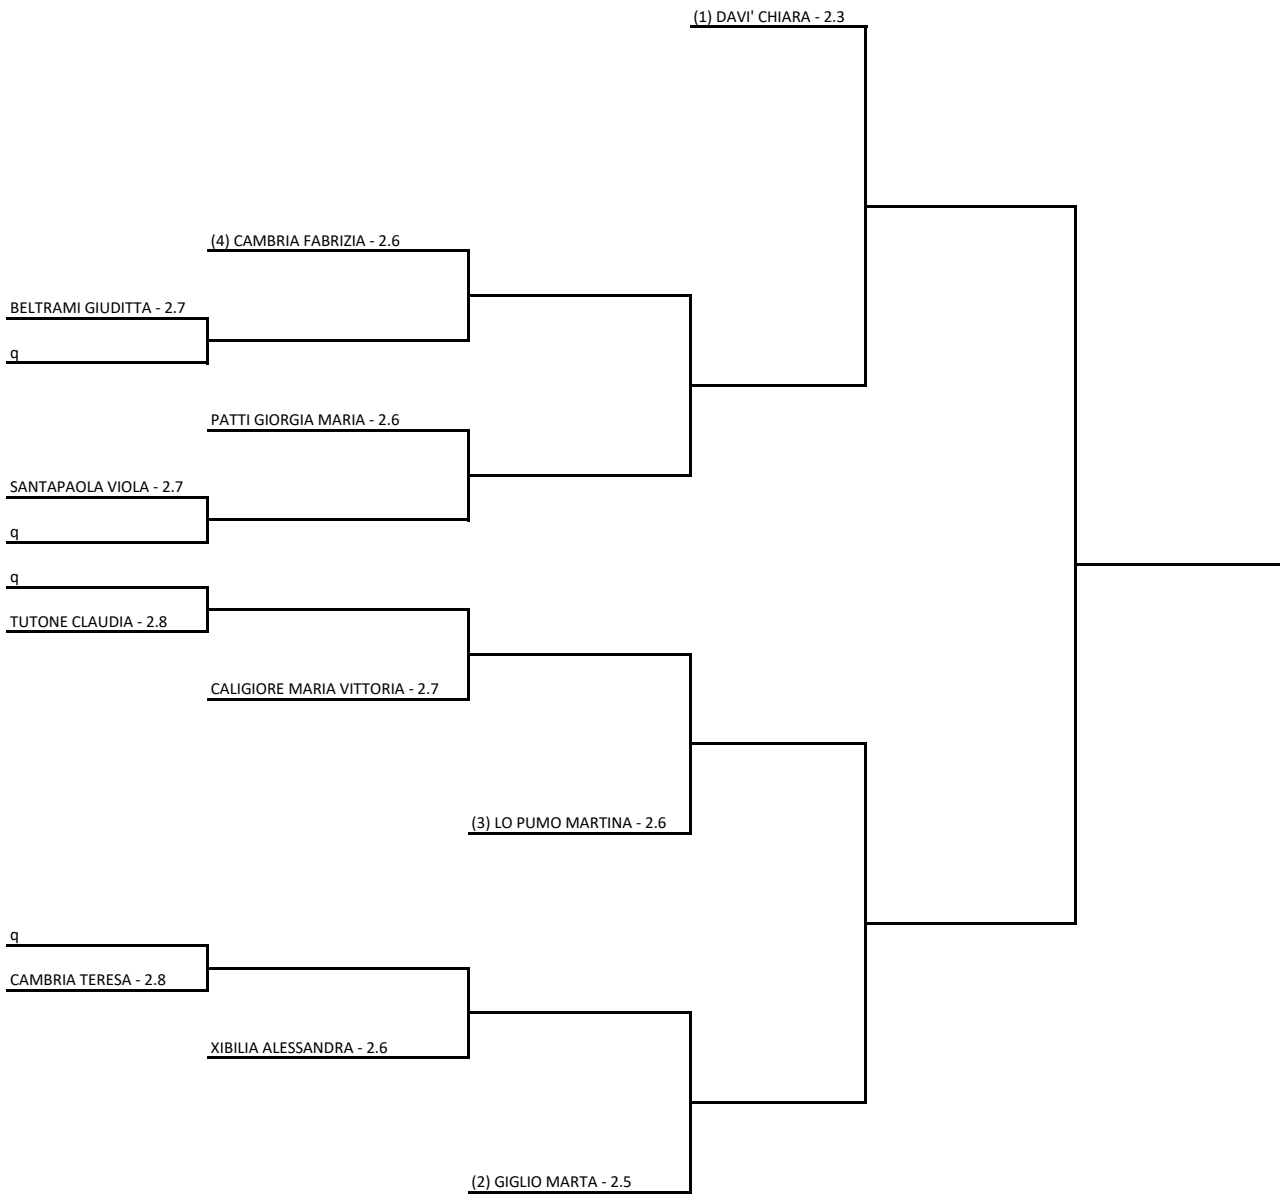 (1) DAVI' CHIARA - 2.3
(4) CAMBRIA FABRIZIA - 2.6
BELTRAMI GIUDITTA - 2.7
q
PATTI GIORGIA MARIA - 2.6
SANTAPAOLA VIOLA - 2.7
q
q
TUTONE CLAUDIA - 2.8
CALIGIORE MARIA VITTORIA - 2.7
(3) LO PUMO MARTINA - 2.6
q
CAMBRIA TERESA - 2.8
XIBILIA ALESSANDRA - 2.6
(2) GIGLIO MARTA - 2.5